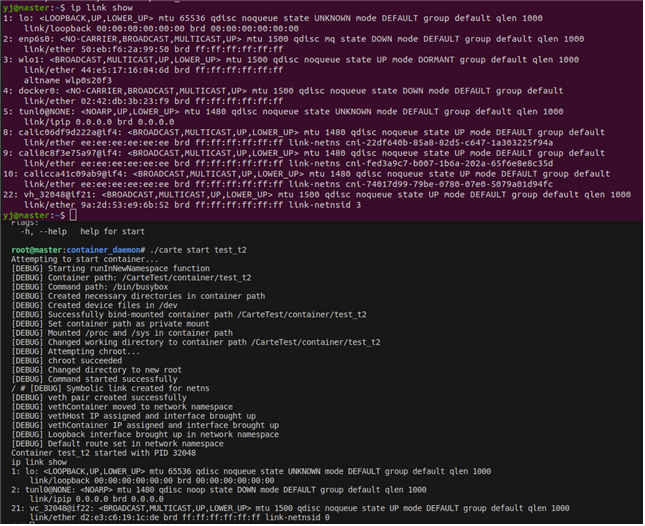 yj@master:~$ ip link show
1: lo: <LOOPBACK,UP,LOWER_UP> mtu 65536 qdisc noqueue state UNKNOWN mode DEFAULT group default qlen 1000
link/loopback 00:00:00:00:00:00 brd 00:00:00:00:00:00
2: enp6s0: <NO-CARRIER,BROADCAST,MULTICAST,UP> mtu 1500 qdisc mq state DOWN mode DEFAULT group default qlen 1000
link/ether 50:eb:f6:2a:99:50 brd ff:ff:ff:ff:ff:ff
3: wlo1: <BROADCAST,MULTICAST,UP,LOWER_UP> mtu 1500 qdisc noqueue state UP mode DORMANT group default qlen 1000
link/ether 44:e5:17:16:04:6d brd ff:ff:ff:ff:ff:ff
altname wlp0s20f3
4: docker0: <NO-CARRIER,BROADCAST,MULTICAST,UP> mtu 1500 qdisc noqueue state DOWN mode DEFAULT group default
link/ether 02:42:db:3b:23:f9 brd ff:ff:ff:ff:ff:ff
5: tunl0@NONE: <NOARP,UP,LOWER_UP> mtu 1480 qdisc noqueue state UNKNOWN mode DEFAULT group default qlen 1000
link/ipip 0.0.0.0 brd 0.0.0.0
8: calic06df9d222a@if4: <BROADCAST,MULTICAST,UP,LOWER_UP> mtu 1480 qdisc noqueue state UP mode DEFAULT group default
link/ether ee:ee:ee:ee:ee:ee brd ff:ff:ff:ff:ff:ff link-netns cni-22df640b-85a8-82d5-c647-1a303225f94a
9: cali8c8f3e75a97@if4: <BROADCAST,MULTICAST,UP,LOWER_UP> mtu 1480 qdisc noqueue state UP mode DEFAULT group default
link/ether ee:ee:ee:ee:ee:ee brd ff:ff:ff:ff:ff:ff link-netns cni-fed3a9c7-b007-1b6a-202a-65f6e8e8c35d
10: calicca41c09ab9@if4: <BROADCAST,MULTICAST,UP,LOWER_UP> mtu 1480 qdisc noqueue state UP mode DEFAULT group default
link/ether ee:ee:ee:ee:ee:ee brd ff:ff:ff:ff:ff:ff link-netns cni-74017d99-79be-0780-07e0-5079a01d94fc
22: vh_32048@if21: <BROADCAST,MULTICAST,UP,LOWER_UP> mtu 1500 qdisc noqueue state UP mode DEFAULT group default qlen 1000
link/ether 9a:2d:53:e9:6b:52 brd ff:ff:ff:ff:ff:ff link-netnsid 3
yj@master:~$
Flags:
-h, --help   help for start
root@master:container_daemon# ./carte start test_t2
Attempting to start container...
[DEBUG] Starting runInNewNamespace function
[DEBUG] Container path: /CarteTest/container/test_t2
[DEBUG] Command path: /bin/busybox
[DEBUG] Created necessary directories in container path
[DEBUG] Created device files in /dev
[DEBUG] Successfully bind-mounted container path /CarteTest/container/test_t2
[DEBUG] Set container path as private mount
[DEBUG] Mounted /proc and /sys in container path
[DEBUG] Changed working directory to container path /CarteTest/container/test_t2
[DEBUG] Attempting chroot...
[DEBUG] chroot succeeded
[DEBUG] Changed directory to new root
[DEBUG] Command started successfully
/ # [DEBUG] Symbolic link created for netns
[DEBUG] veth pair created successfully
[DEBUG] vethContainer moved to network namespace
[DEBUG] vethHost IP assigned and interface brought up
[DEBUG] vethContainer IP assigned and interface brought up
[DEBUG] Loopback interface brought up in network namespace
[DEBUG] Default route set in network namespace
Container test_t2 started with PID 32048
ip link show
1: lo: <LOOPBACK,UP,LOWER_UP> mtu 65536 qdisc noqueue state UNKNOWN mode DEFAULT group default qlen 1000
link/loopback 00:00:00:00:00:00 brd 00:00:00:00:00:00
2: tunl0@NONE: <NOARP> mtu 1480 qdisc noop state DOWN mode DEFAULT group default qlen 1000
link/ipip 0.0.0.0 brd 0.0.0.0
21: vc_32048@if22: <BROADCAST,MULTICAST,UP,LOWER_UP> mtu 1500 qdisc noqueue state UP mode DEFAULT group default qlen 1000
link/ether d2:e3:c6:19:1c:de brd ff:ff:ff:ff:ff:ff link-netnsid 0